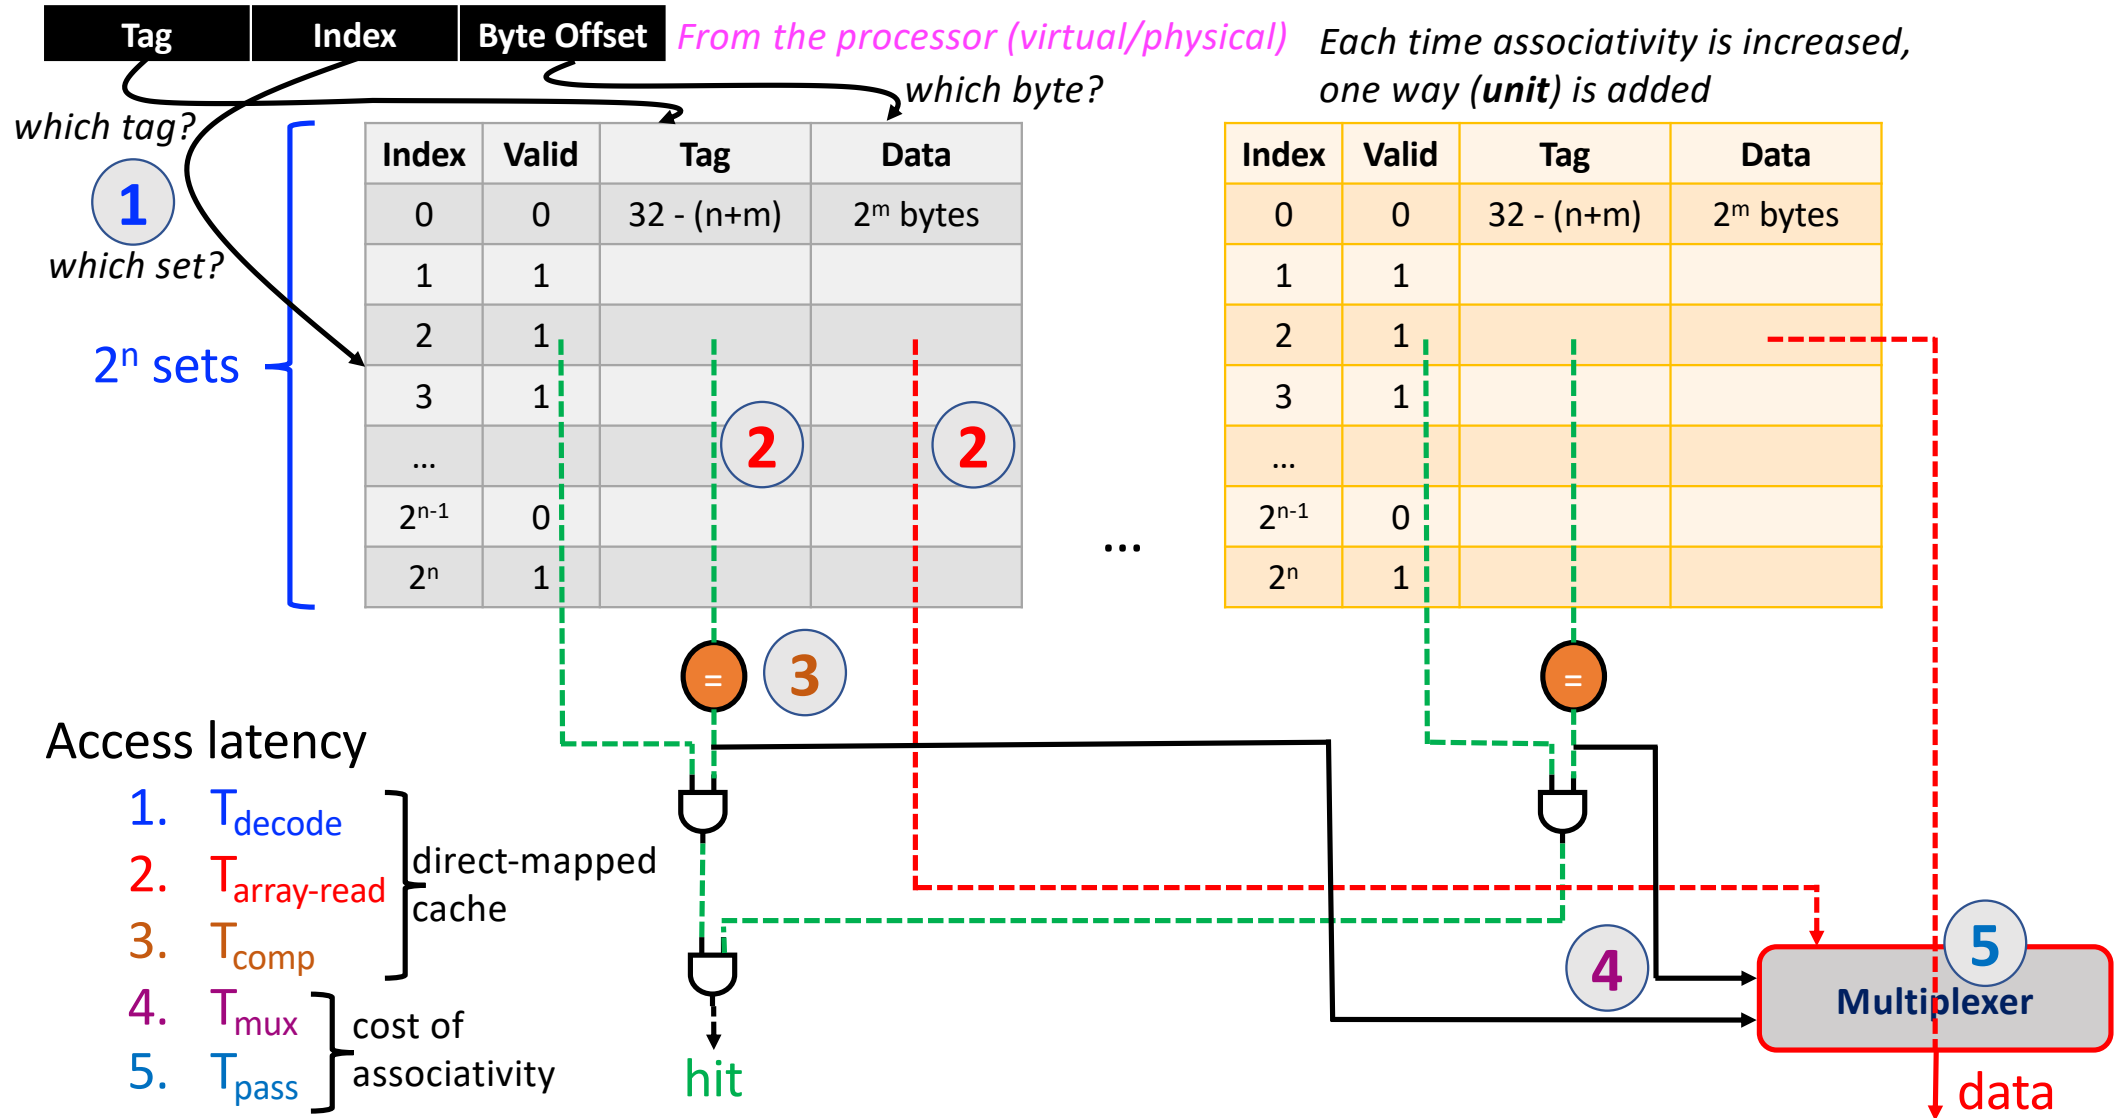 Tag Index Byte Offset From the processor (virtual/physical)
Each time associativity is increased,
one way (unit) is added
which byte?
which tag?
1
which set?
2ⁿ sets
Index Valid Tag Data
0 0 32 - (n+m) 2ᵐ bytes
1 1
2 1
3 1
...
2ⁿ⁻¹ 0
2ⁿ 1
2 2
...
Index Valid Tag Data
0 0 32 - (n+m) 2ᵐ bytes
1 1
2 1
3 1
...
2ⁿ⁻¹ 0
2ⁿ 1
= 3 =
Access latency
1. Tdecode
2. Tarray-read
3. Tcomp
direct-mapped
cache
4. Tmux
5. Tpass
cost of
associativity
hit
4
5
Multiplexer
data